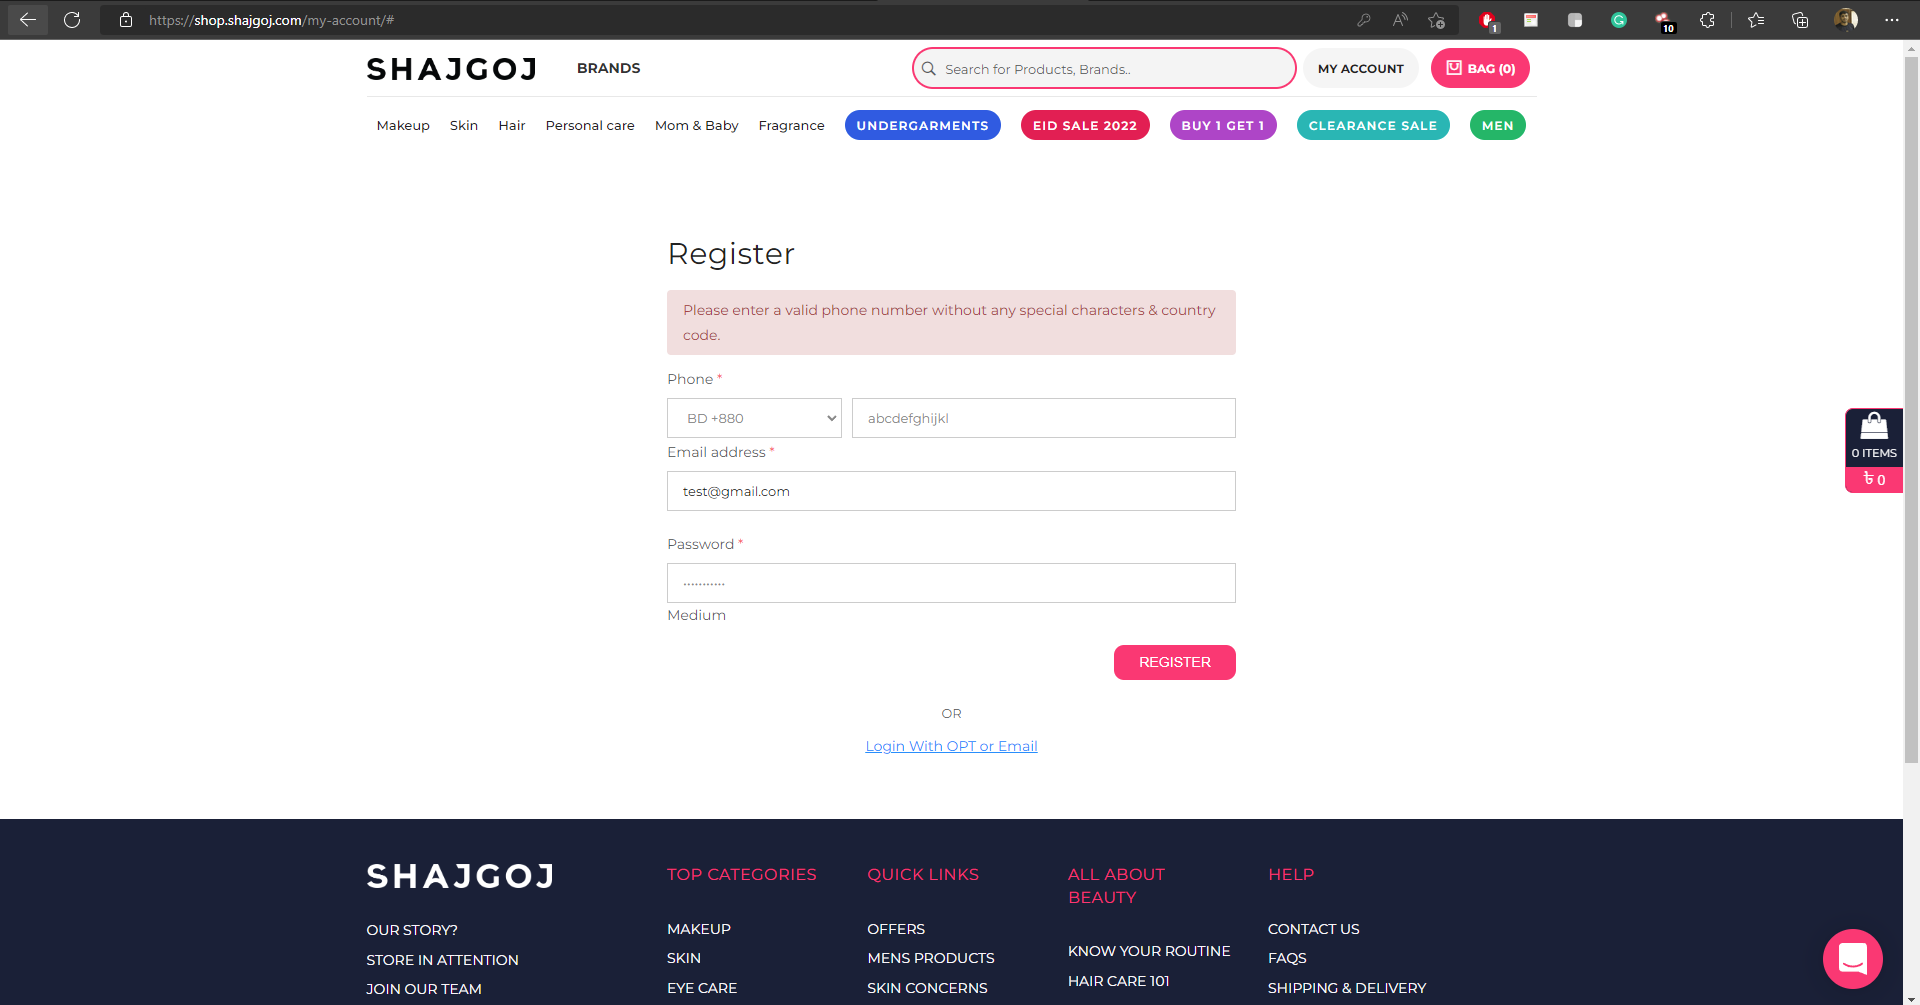 https://shop.shajgoj.com/my-account/#
1
10
SHAJGOJ
BRANDS
Search for Products, Brands..
MY ACCOUNT
BAG (0)
Makeup Skin Hair Personal care Mom & Baby Fragrance UNDERGARMENTS EID SALE 2022 BUY 1 GET 1 CLEARANCE SALE MEN
Register
Please enter a valid phone number without any special characters & country
code.
Phone *
BD +880
abcdefghijkl
Email address *
test@gmail.com
Password *
Medium
REGISTER
OR
Login With OPT or Email
0 ITEMS
৳ 0
SHAJGOJ
OUR STORY?
STORE IN ATTENTION
JOIN OUR TEAM
TOP CATEGORIES
MAKEUP
SKIN
EYE CARE
QUICK LINKS
OFFERS
MENS PRODUCTS
SKIN CONCERNS
ALL ABOUT
BEAUTY
KNOW YOUR ROUTINE
HAIR CARE 101
HELP
CONTACT US
FAQS
SHIPPING & DELIVERY